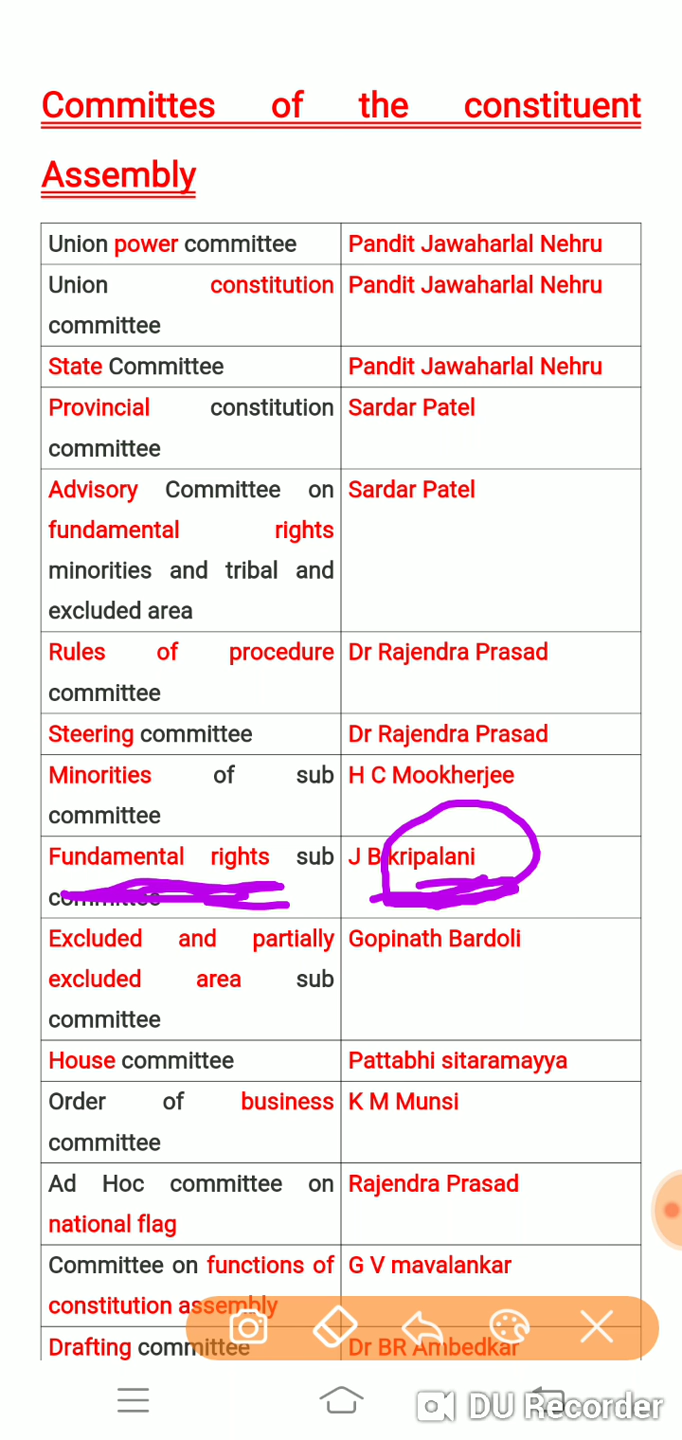 Committes of the constituent
Assembly
Union power committee
Pandit Jawaharlal Nehru
Union constitution
committee
Pandit Jawaharlal Nehru
State Committee
Pandit Jawaharlal Nehru
Provincial constitution
committee
Sardar Patel
Advisory Committee on
fundamental rights
minorities and tribal and
excluded area
Sardar Patel
Rules of procedure
committee
Dr Rajendra Prasad
Steering committee
Dr Rajendra Prasad
Minorities of sub
committee
H C Mookherjee
Fundamental rights sub
committee
J B kripalani
Excluded and partially
excluded area sub
committee
Gopinath Bardoli
House committee
Pattabhi sitaramayya
Order of business
committee
K M Munsi
Ad Hoc committee on
national flag
Rajendra Prasad
Committee on functions of
constitution assembly
G V mavalankar
Drafting committee
Dr BR Ambedkar
DU Recorder